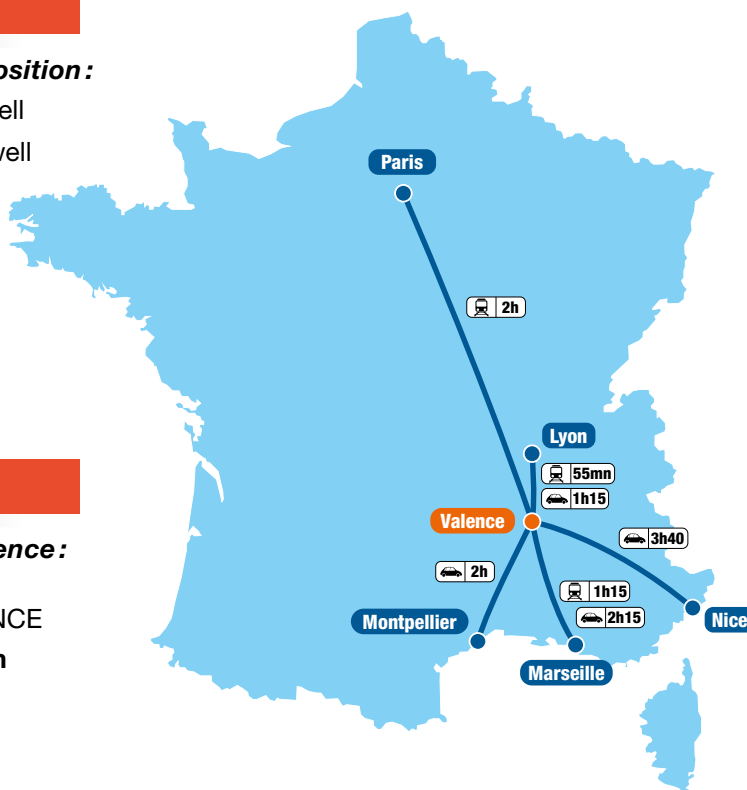 osition :
ell
vell
Paris
2h
Lyon
55mn
1h15
Valence
3h40
ence :
2h
1h15
NCE
Montpellier
2h15
Nice
n
Marseille